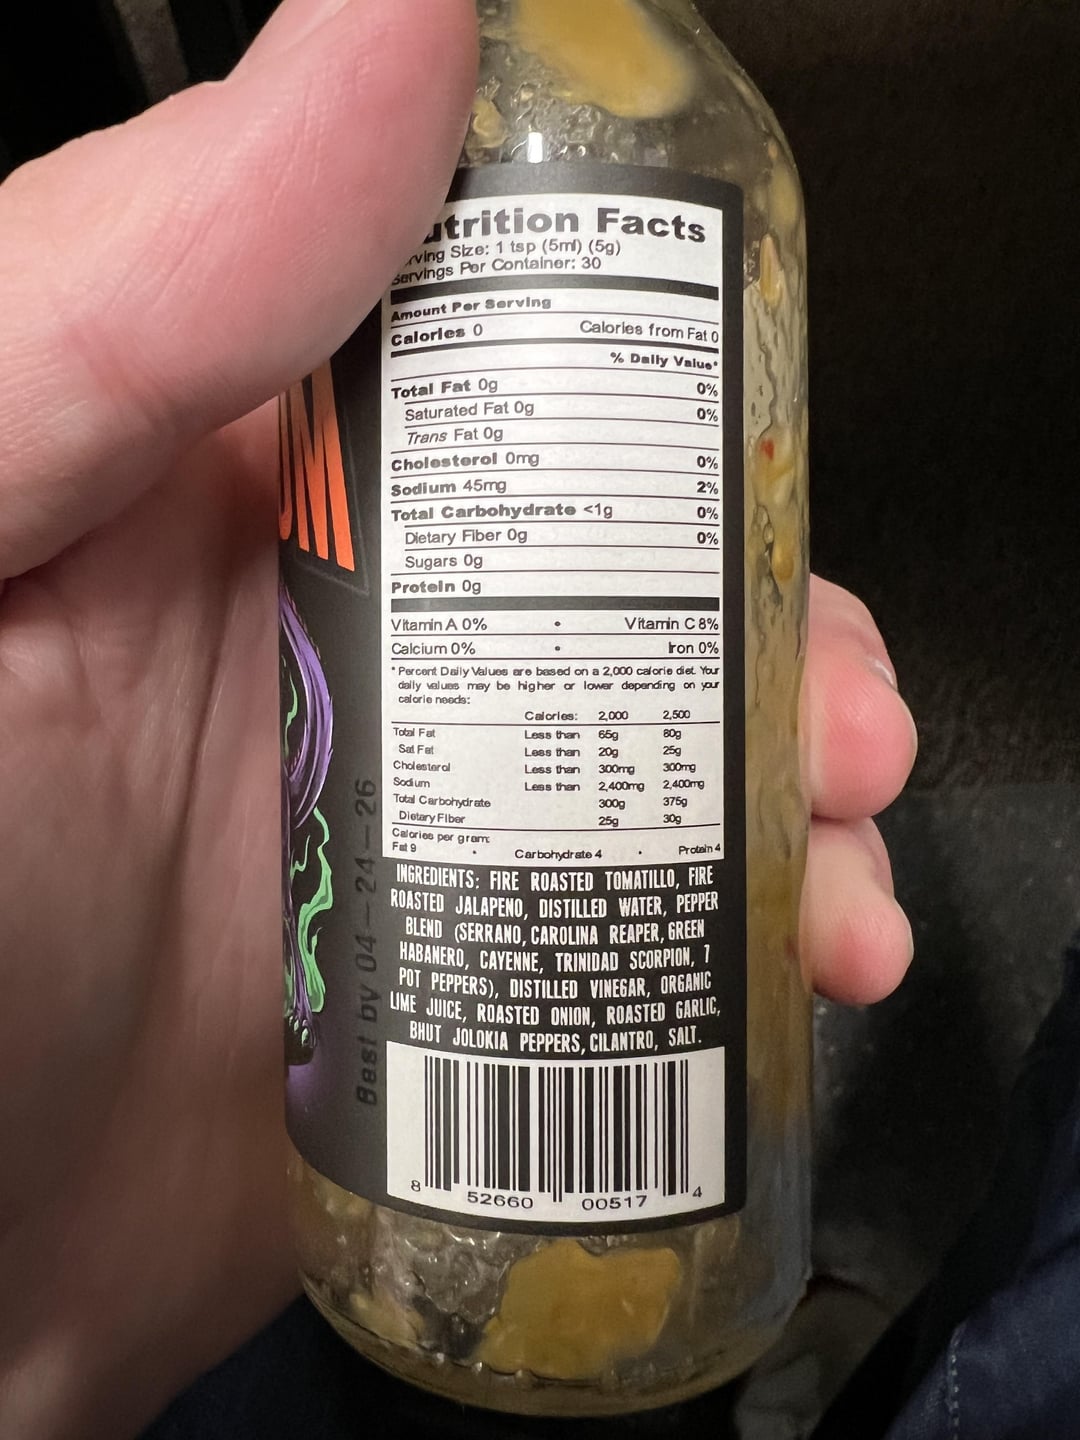 utrition Facts
rving Size: 1 tsp (5ml) (5g)
Servings Per Container: 30
Amount Per Serving
Calories 0 Calories from Fat 0
% Daily Value*
Total Fat 0g 0%
Saturated Fat 0g 0%
Trans Fat 0g
Cholesterol 0mg 0%
Sodium 45mg 2%
Total Carbohydrate <1g 0%
Dietary Fiber 0g 0%
Sugars 0g
Protein 0g
Vitamin A 0% • Vitamin C 8%
Calcium 0% • Iron 0%
*Percent Daily Values are based on a 2,000 calorie diet. Your
daily values may be higher or lower depending on your
calorie needs:
Calories: 2,000 2,500
Total Fat Less than 65g 80g
Sat Fat Less than 20g 25g
Cholesterol Less than 300mg 300mg
Sodium Less than 2,400mg 2,400mg
Total Carbohydrate 300g 375g
Dietary Fiber 25g 30g
Calories per gram:
Fat 9 • Carbohydrate 4 • Protein 4
INGREDIENTS: FIRE ROASTED TOMATILLO, FIRE
ROASTED JALAPENO, DISTILLED WATER, PEPPER
BLEND (SERRANO, CAROLINA REAPER, GREEN
HABANERO, CAYENNE, TRINIDAD SCORPION, 7
POT PEPPERS), DISTILLED VINEGAR, ORGANIC
LIME JUICE, ROASTED ONION, ROASTED GARLIC,
BHUT JOLOKIA PEPPERS, CILANTRO, SALT.
8 52660 00517 4
Best by 04-24-26